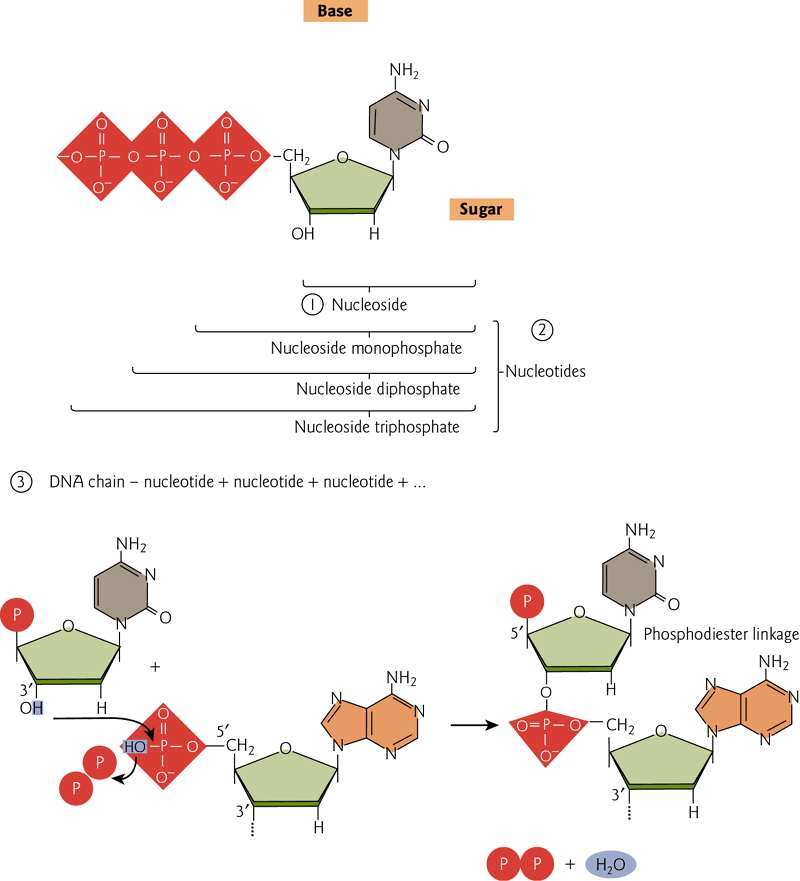 Base
NH₂
N
N
O
O O O
–O–P–O–P–O–P–O–CH₂
O⁻ O⁻ O⁻
O
OH H
Sugar
1 Nucleoside
2
Nucleoside monophosphate
Nucleotides
Nucleoside diphosphate
Nucleoside triphosphate
3 DNA chain – nucleotide + nucleotide + nucleotide + ...
NH₂
N
N
O
P
O
3′
OH H
+
O
HO–P–O–CH₂
O⁻
5′
P P
O
3′
H
NH₂
N
N
N
N
NH₂
N
N
O
P
5′
O
Phosphodiester linkage
H
O
O=P–O–CH₂
O⁻
O
3′
H
NH₂
N
N
N
N
P P + H₂O